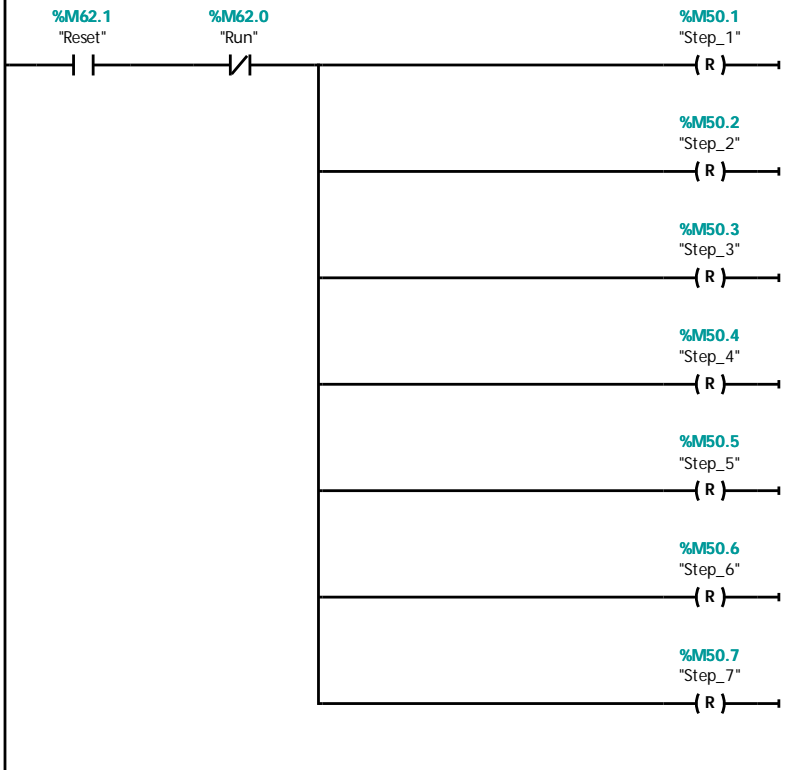 %M62.1
"Reset"
%M62.0
"Run"
%M50.1
"Step_1"
R
%M50.2
"Step_2"
R
%M50.3
"Step_3"
R
%M50.4
"Step_4"
R
%M50.5
"Step_5"
R
%M50.6
"Step_6"
R
%M50.7
"Step_7"
R